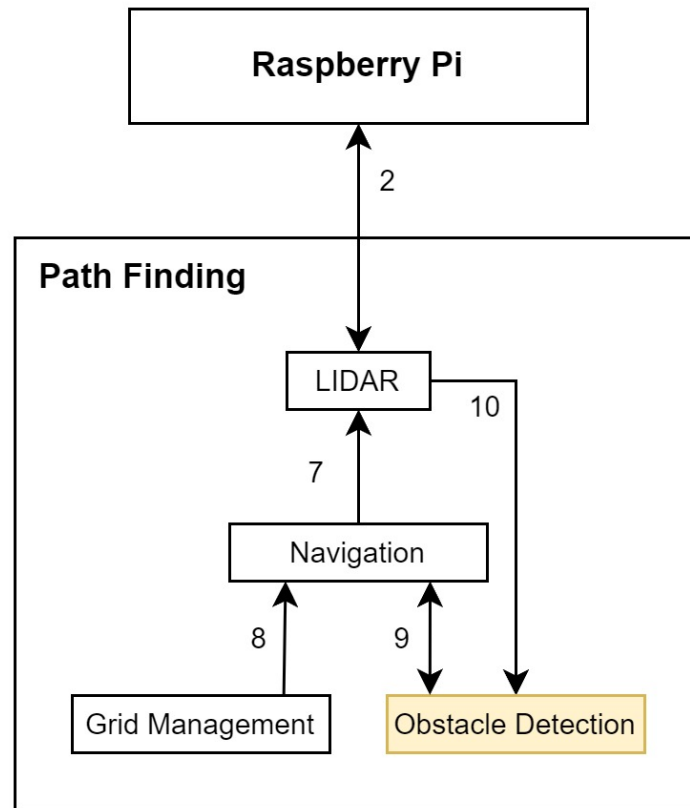 Raspberry Pi
2
Path Finding
LIDAR
10
7
Navigation
8
9
Grid Management
Obstacle Detection